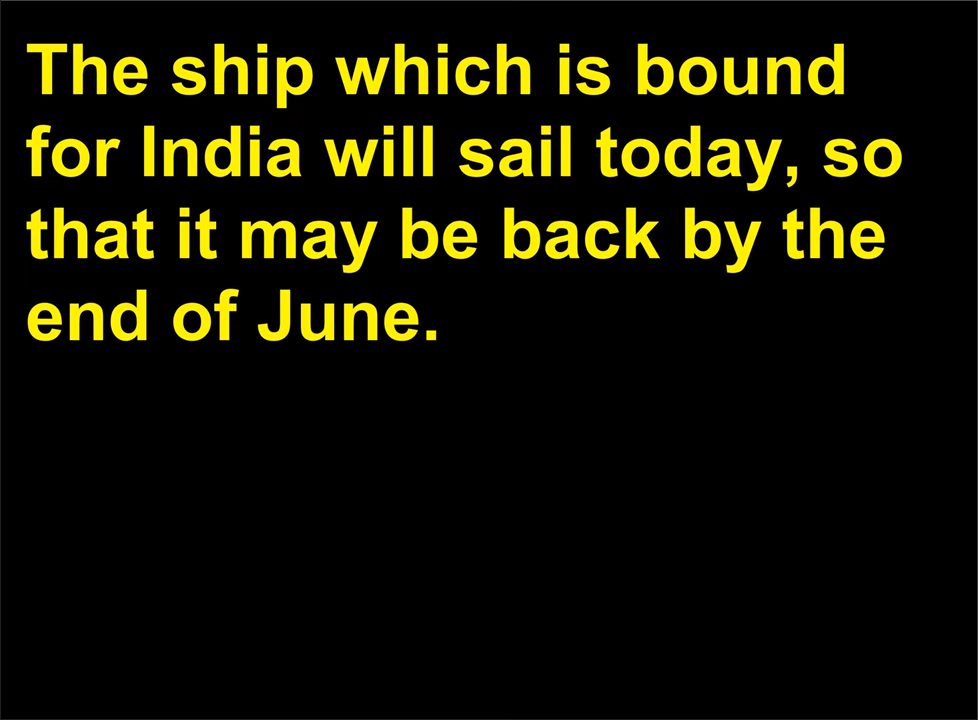 The ship which is bound
for India will sail today, so
that it may be back by the
end of June.